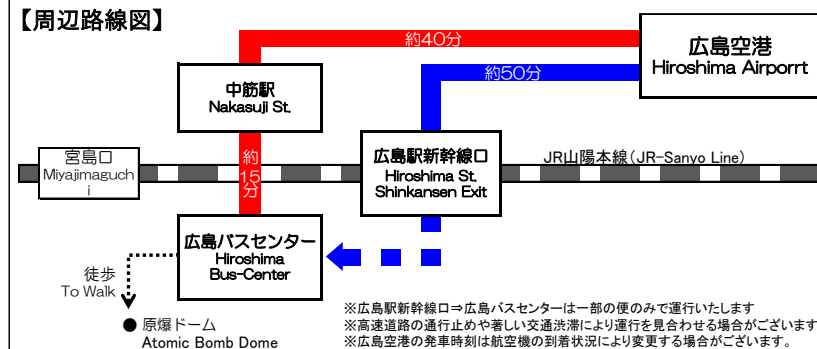 【周辺路線図】
約40分
広島空港
Hiroshima Airporrt
約50分
中筋駅
Nakasuji St.
約
15
分
宮島口
Miyajimaguch
i
広島駅新幹線口
Hiroshima St.
Shinkansen Exit
JR山陽本線(JR-Sanyo Line)
広島バスセンター
Hiroshima
Bus-Center
徒歩
To Walk
● 原爆ドーム
Atomic Bomb Dome
※広島駅新幹線口⇒広島バスセンターは一部の便のみで運行いたします
※高速道路の通行止めや著しい交通渋滞により運行を見合わせる場合がございます
※広島空港の発車時刻は航空機の到着状況により変更する場合がございます。